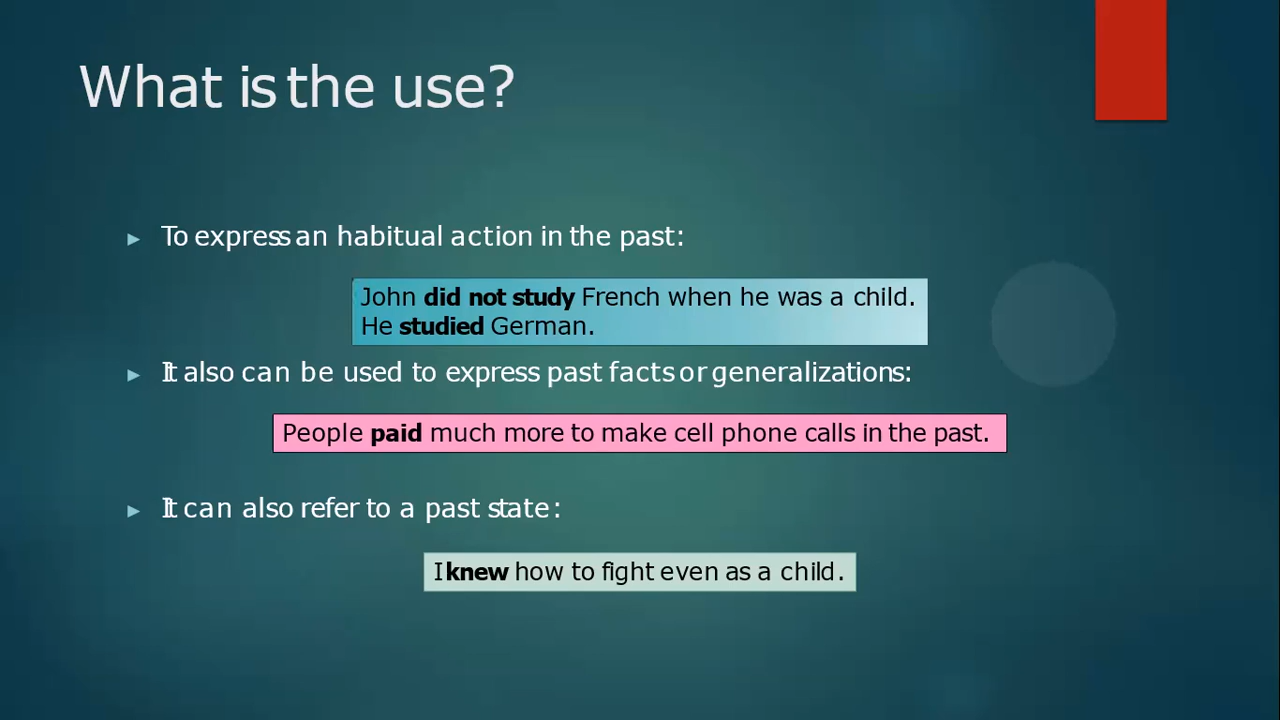 What is the use?
To express an habitual action in the past:
John did not study French when he was a child.
He studied German.
It also can be used to express past facts or generalizations:
People paid much more to make cell phone calls in the past.
It can also refer to a past state:
I knew how to fight even as a child.